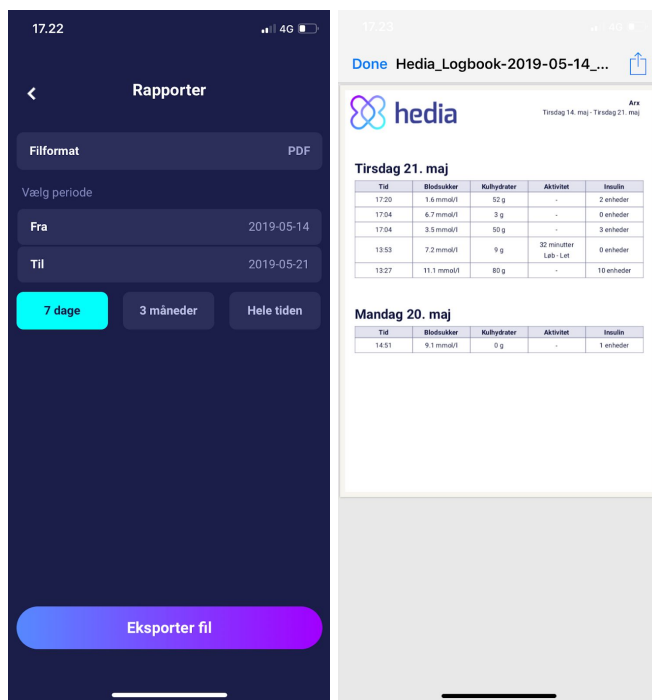 17.22
4G
Rapporter
Filformat PDF
Vælg periode
Fra 2019-05-14
Til 2019-05-21
7 dage 3 måneder Hele tiden
Eksporter fil
17.23
4G
Done Hedia_Logbook-2019-05-14_...
hedia
Arx
Tirsdag 14. maj - Tirsdag 21. maj
Tirsdag 21. maj
Tid Blodsukker Kulhydrater Aktivitet Insulin
17:20 1.6 mmol/l 52 g - 2 enheder
17:04 6.7 mmol/l 3 g - 0 enheder
17:04 3.5 mmol/l 50 g - 3 enheder
13:53 7.2 mmol/l 9 g 32 minutter
Løb - Let 0 enheder
13:27 11.1 mmol/l 80 g - 10 enheder
Mandag 20. maj
Tid Blodsukker Kulhydrater Aktivitet Insulin
14:51 9.1 mmol/l 0 g - 1 enheder